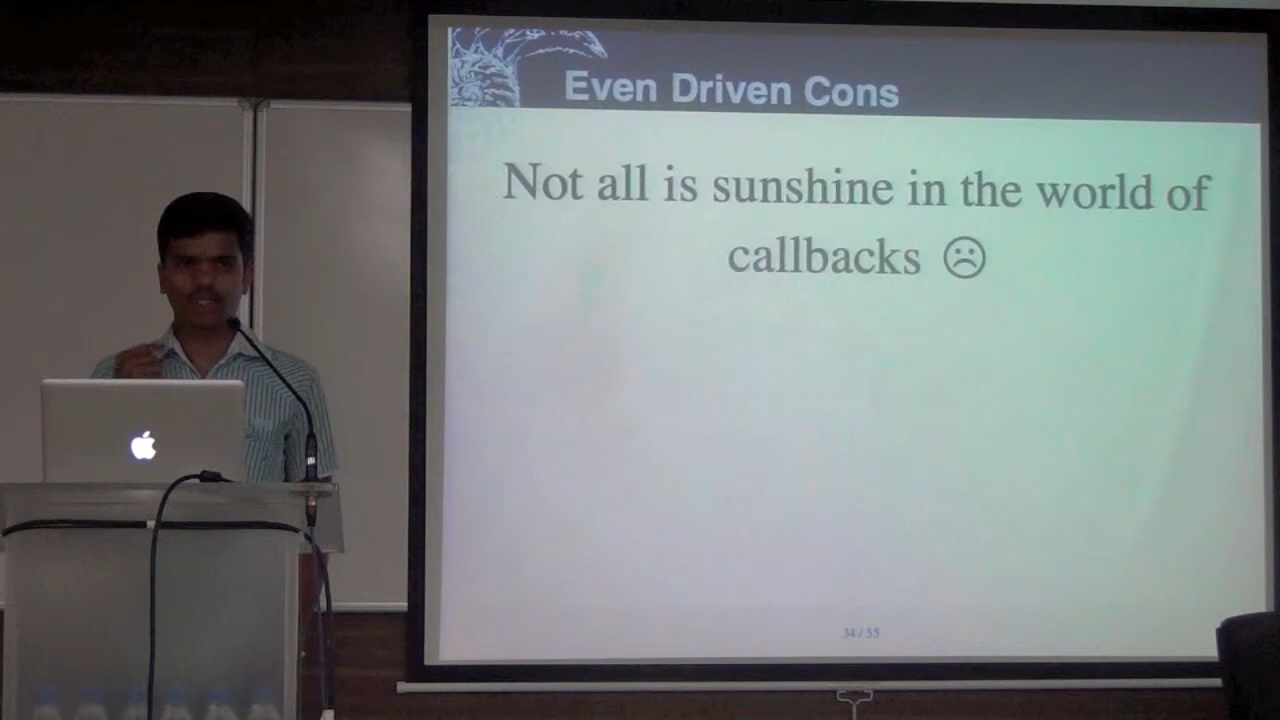 Even Driven Cons
Not all is sunshine in the world of
callbacks ☹
34 / 55